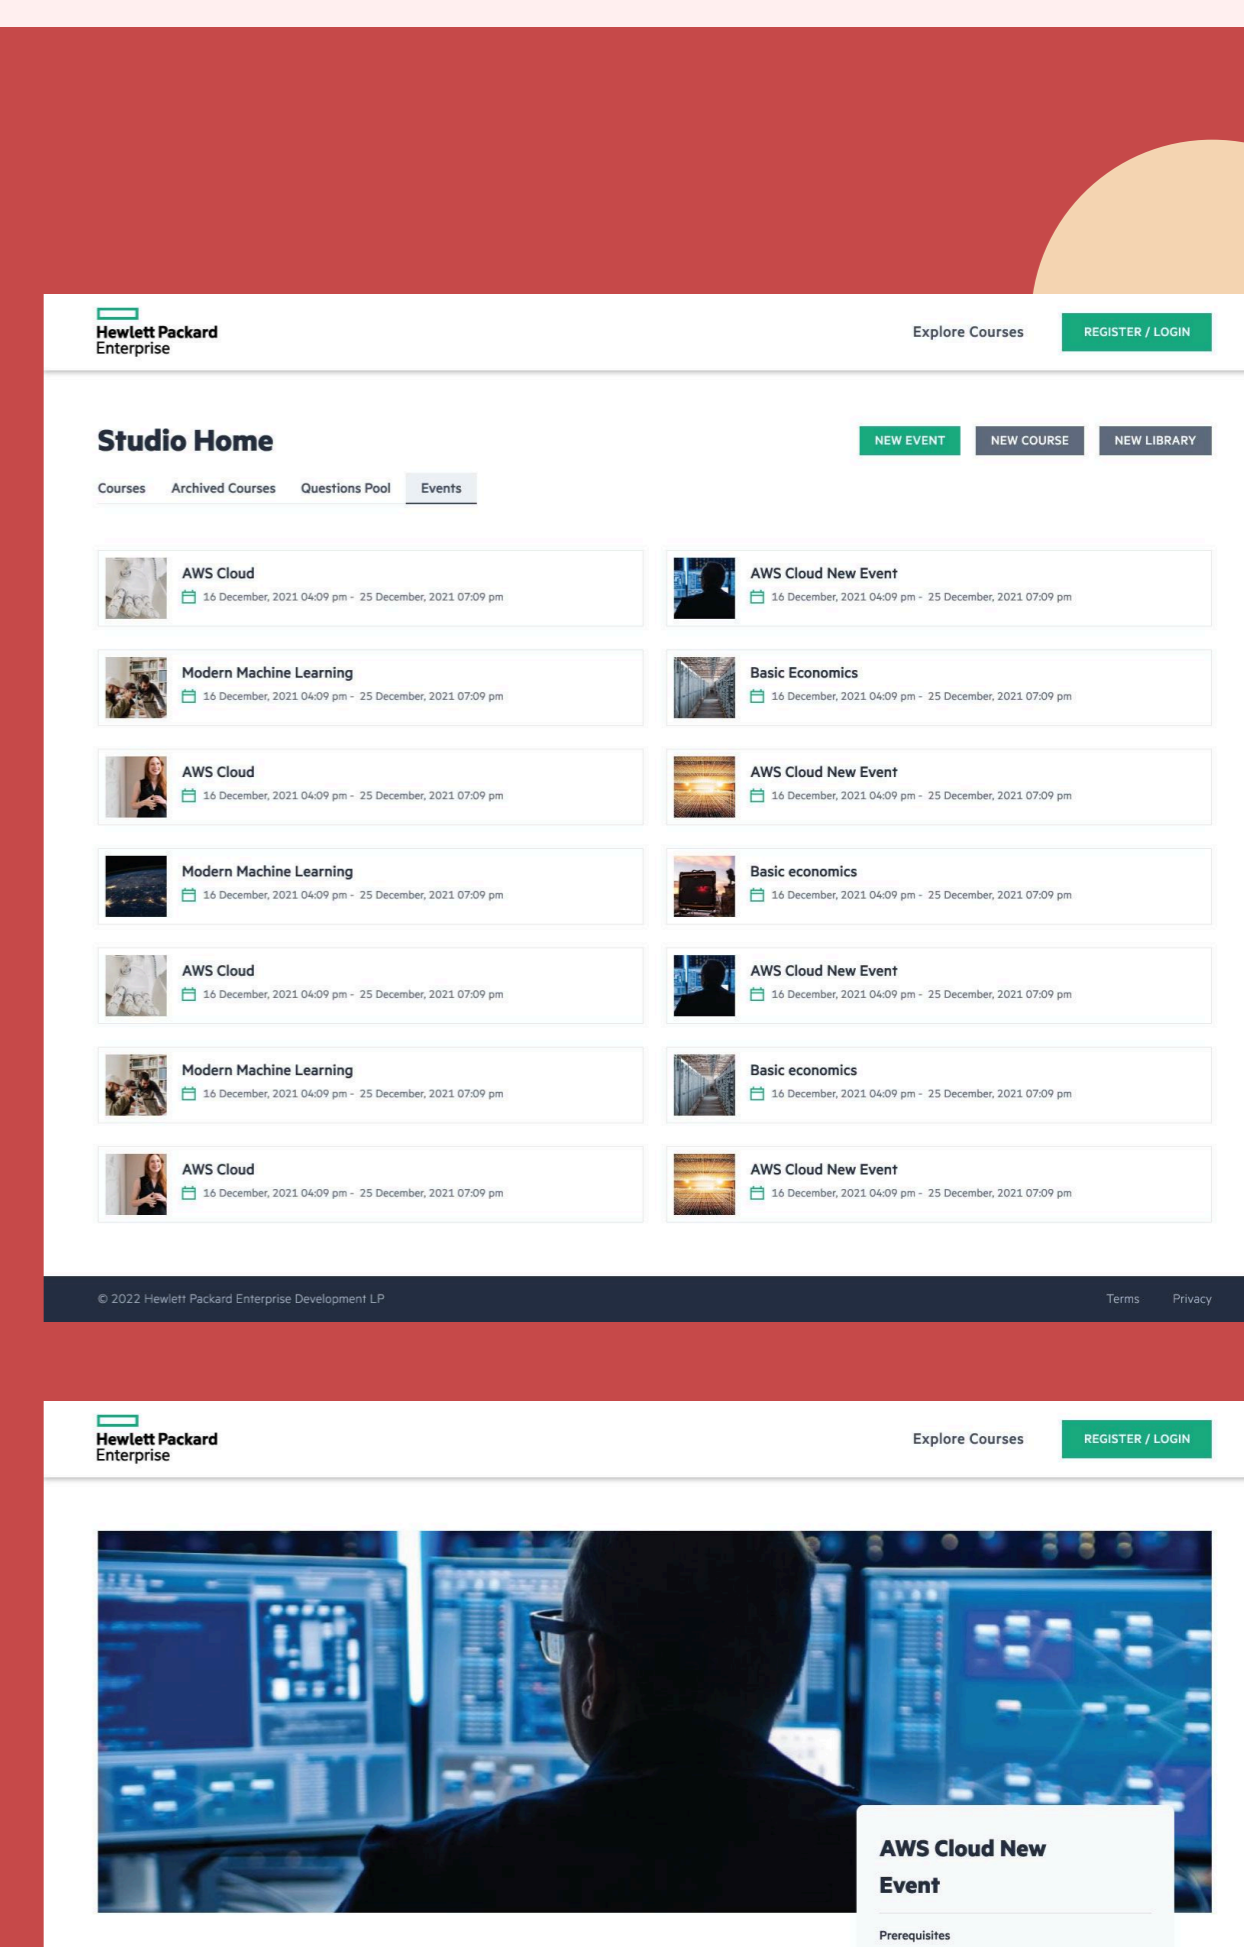 Hewlett Packard
Enterprise
Explore Courses
REGISTER / LOGIN
Studio Home
NEW EVENT
NEW COURSE
NEW LIBRARY
Courses
Archived Courses
Questions Pool
Events
AWS Cloud
16 December, 2021 04:09 pm - 25 December, 2021 07:09 pm
AWS Cloud New Event
16 December, 2021 04:09 pm - 25 December, 2021 07:09 pm
Modern Machine Learning
16 December, 2021 04:09 pm - 25 December, 2021 07:09 pm
Basic Economics
16 December, 2021 04:09 pm - 25 December, 2021 07:09 pm
AWS Cloud
16 December, 2021 04:09 pm - 25 December, 2021 07:09 pm
AWS Cloud New Event
16 December, 2021 04:09 pm - 25 December, 2021 07:09 pm
Modern Machine Learning
16 December, 2021 04:09 pm - 25 December, 2021 07:09 pm
Basic economics
16 December, 2021 04:09 pm - 25 December, 2021 07:09 pm
AWS Cloud
16 December, 2021 04:09 pm - 25 December, 2021 07:09 pm
AWS Cloud New Event
16 December, 2021 04:09 pm - 25 December, 2021 07:09 pm
Modern Machine Learning
16 December, 2021 04:09 pm - 25 December, 2021 07:09 pm
Basic economics
16 December, 2021 04:09 pm - 25 December, 2021 07:09 pm
AWS Cloud
16 December, 2021 04:09 pm - 25 December, 2021 07:09 pm
AWS Cloud New Event
16 December, 2021 04:09 pm - 25 December, 2021 07:09 pm
© 2022 Hewlett Packard Enterprise Development LP
Terms
Privacy
Hewlett Packard
Enterprise
Explore Courses
REGISTER / LOGIN
AWS Cloud New
Event
Prerequisites